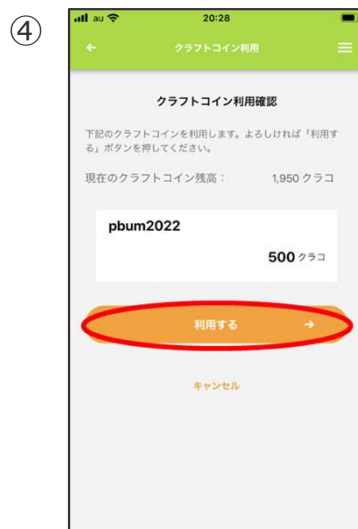 ④
au 20:28
クラフトコイン利用
クラフトコイン利用確認
下記のクラフトコインを利用します。よろしければ「利用す
る」ボタンを押してください。
現在のクラフトコイン残高： 1,950 クラコ
pbum2022
500 クラコ
利用する
キャンセル